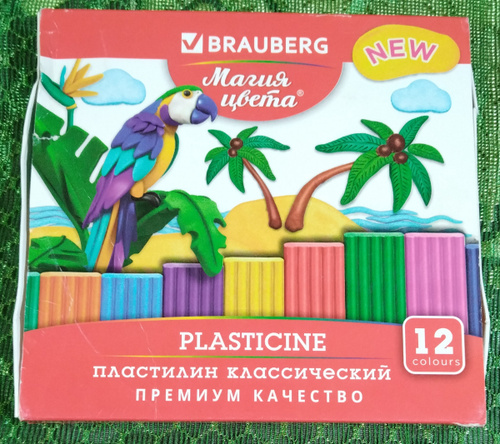 BRAUBERG
NEW
Магия
цвета®
PLASTICINE
12
colours
пластилин классический
ПРЕМИУМ КАЧЕСТВО